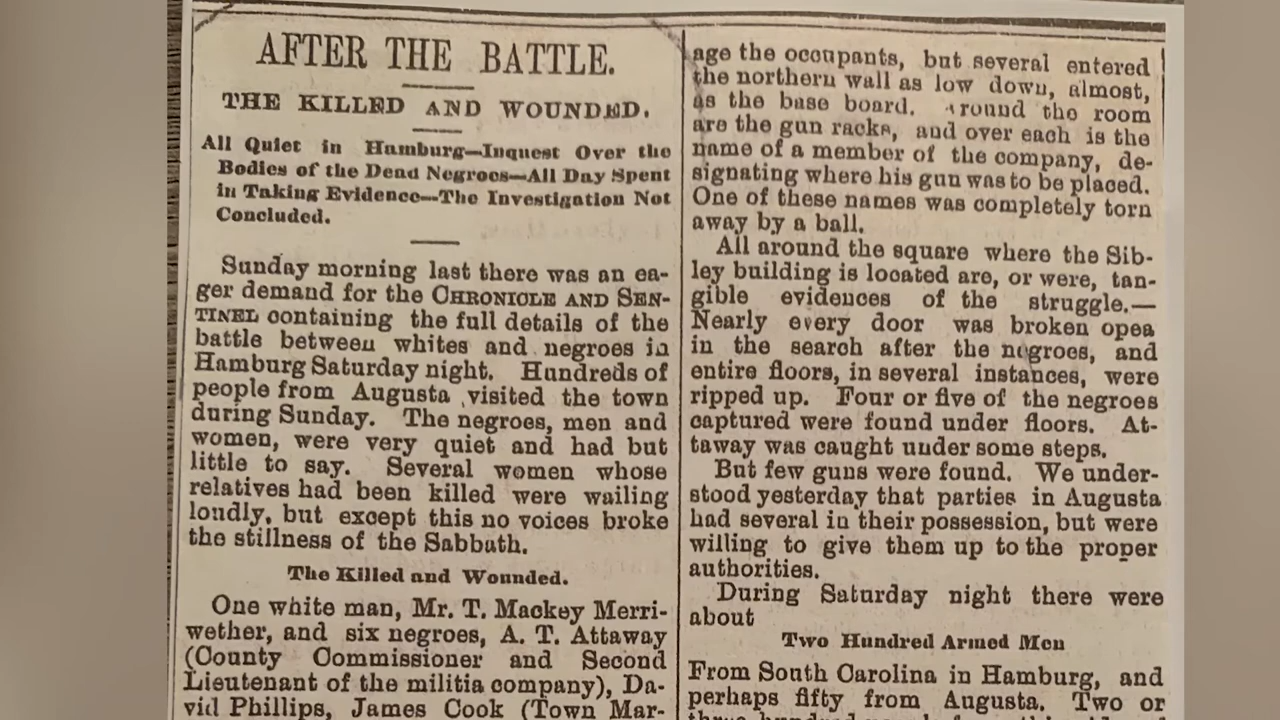 AFTER THE BATTLE.
THE KILLED AND WOUNDED.
All Quiet in Hamburg—Inquest Over the
Bodies of the Dead Negroes—All Day Spent
in Taking Evidence—The Investigation Not
Concluded.
Sunday morning last there was an ea-
ger demand for the CHRONICLE AND SEN-
TINEL containing the full details of the
battle between whites and negroes in
Hamburg Saturday night. Hundreds of
people from Augusta visited the town
during Sunday. The negroes, men and
women, were very quiet and had but
little to say. Several women whose
relatives had been killed were wailing
loudly, but except this no voices broke
the stillness of the Sabbath.
The Killed and Wounded.
One white man, Mr. T. Mackey Merri-
wether, and six negroes, A. T. Attaway
(County Commissioner and Second
Lieutenant of the militia company), Da-
vid Phillips, James Cook (Town Mar-
age the occupants, but several entered
the northern wall as low down, almost,
as the base board. round the room
are the gun racks, and over each is the
name of a member of the company, de-
signating where his gun was to be placed.
One of these names was completely torn
away by a ball.
All around the square where the Sib-
ley building is located are, or were, tan-
gible evidences of the struggle.—
Nearly every door was broken opea
in the search after the negroes, and
entire floors, in several instances, were
ripped up. Four or five of the negroes
captured were found under floors. At-
taway was caught under some steps.
But few guns were found. We under-
stood yesterday that parties in Augusta
had several in their possession, but were
willing to give them up to the proper
authorities.
During Saturday night there were
about
Two Hundred Armed Men
From South Carolina in Hamburg, and
perhaps fifty from Augusta. Two or